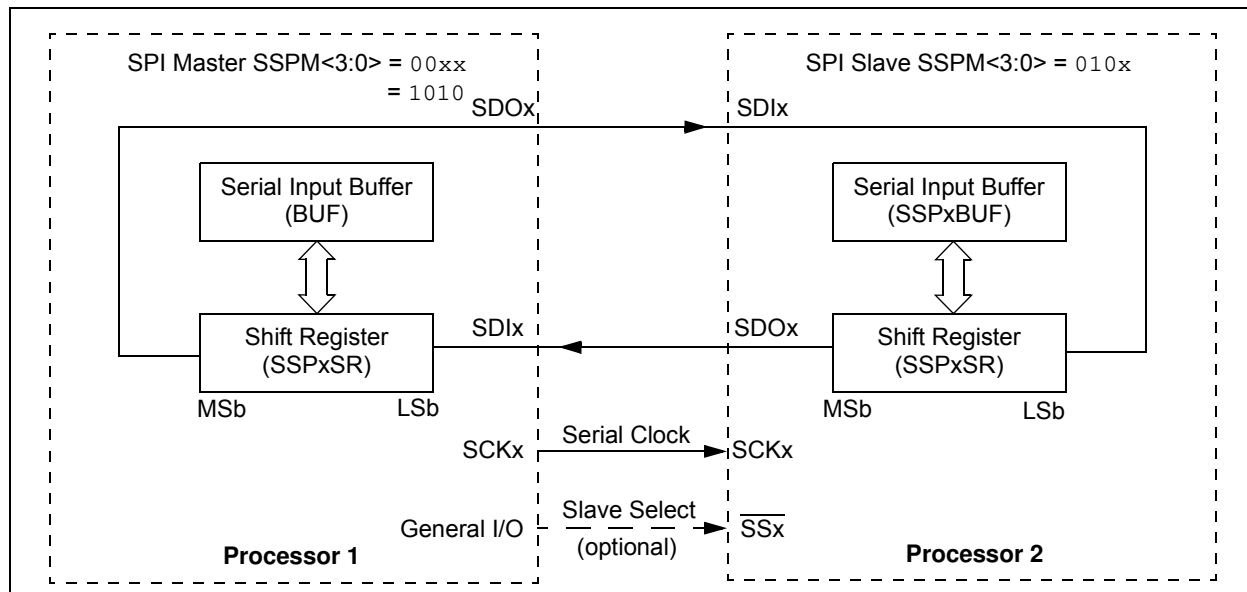 SPI Master SSPM<3:0> = 00xx
= 1010
SPI Slave SSPM<3:0> = 010x
SDOx
SDIx
Serial Input Buffer
(BUF)
Serial Input Buffer
(SSPxBUF)
SDIx
SDOx
Shift Register
(SSPxSR)
Shift Register
(SSPxSR)
MSb
LSb
MSb
LSb
SCKx
Serial Clock
SCKx
General I/O
Slave Select
(optional)
SSx
Processor 1
Processor 2